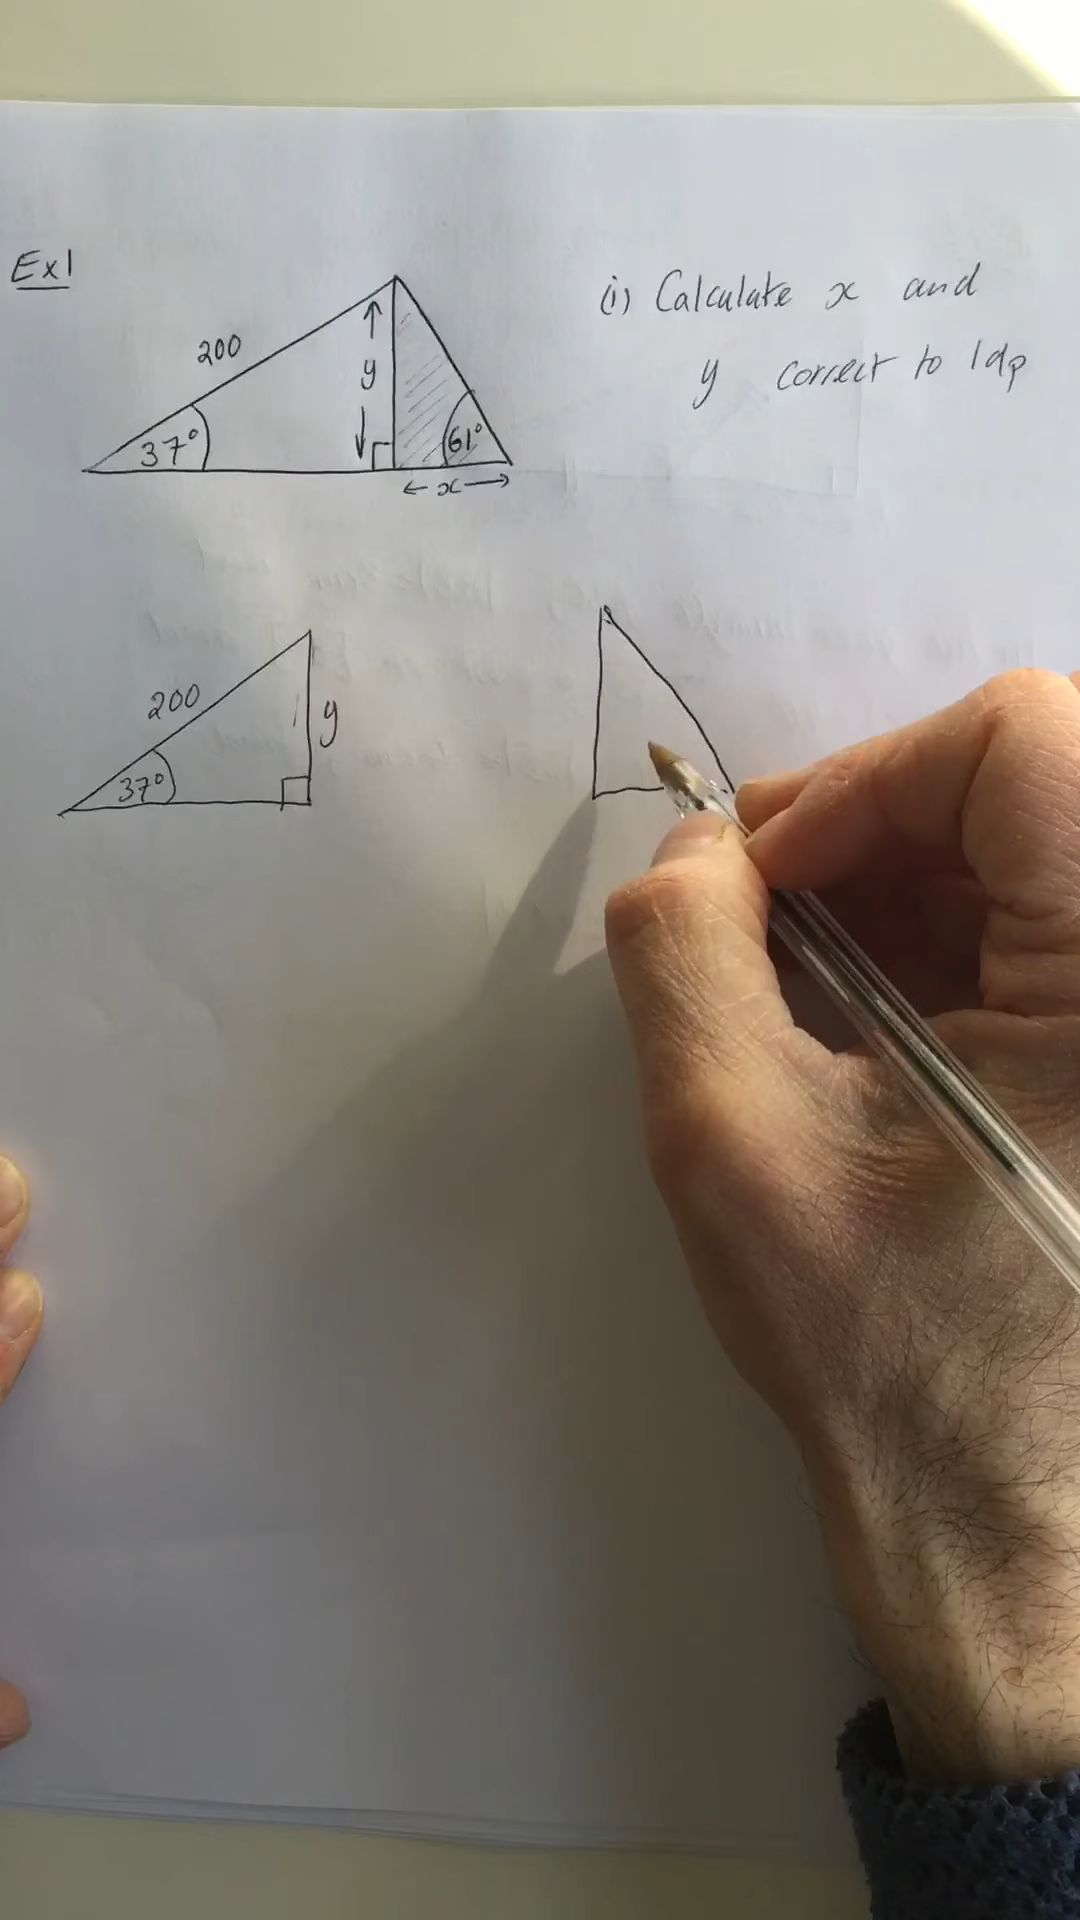 Ex1
(i) Calculate x and
y correct to 1dp
200
y
37°
61°
x
200
y
37°